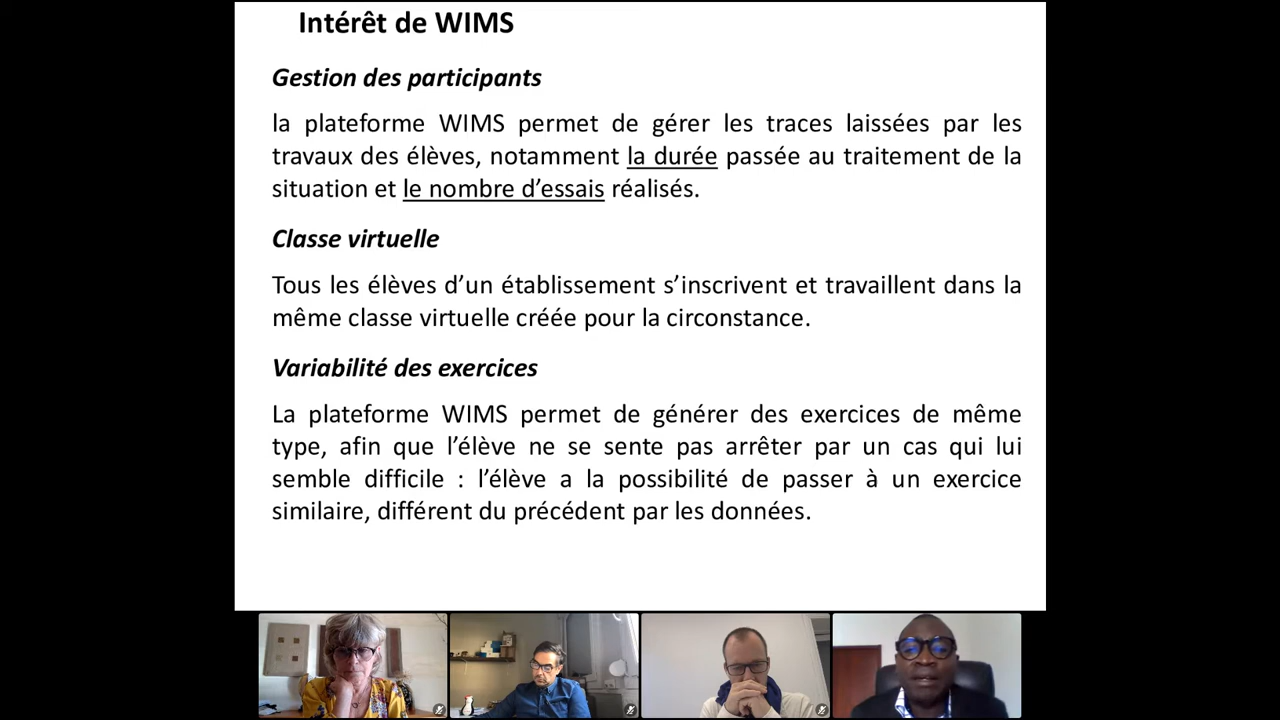 Intérêt de WIMS
Gestion des participants
la plateforme WIMS permet de gérer les traces laissées par les
travaux des élèves, notamment la durée passée au traitement de la
situation et le nombre d’essais réalisés.
Classe virtuelle
Tous les élèves d’un établissement s’inscrivent et travaillent dans la
même classe virtuelle créée pour la circonstance.
Variabilité des exercices
La plateforme WIMS permet de générer des exercices de même
type, afin que l’élève ne se sente pas arrêter par un cas qui lui
semble difficile : l’élève a la possibilité de passer à un exercice
similaire, différent du précédent par les données.